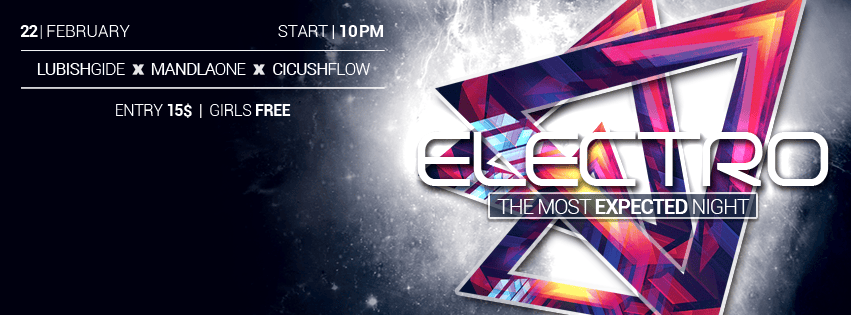 22 | FEBRUARY START | 10PM
LUBISHGIDE X MANDLAONE X CICUSHFLOW
ENTRY 15$ | GIRLS FREE
ELECTRO
THE MOST EXPECTED NIGHT